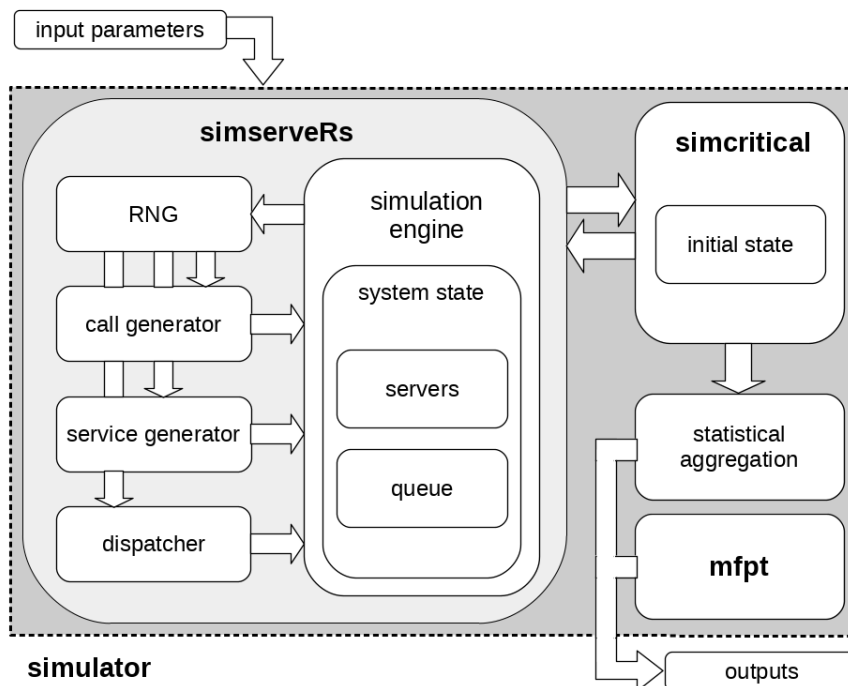 input parameters
simserveRs
RNG
call generator
service generator
dispatcher
simulation
engine
system state
servers
queue
simcritical
initial state
statistical
aggregation
mfpt
simulator
outputs